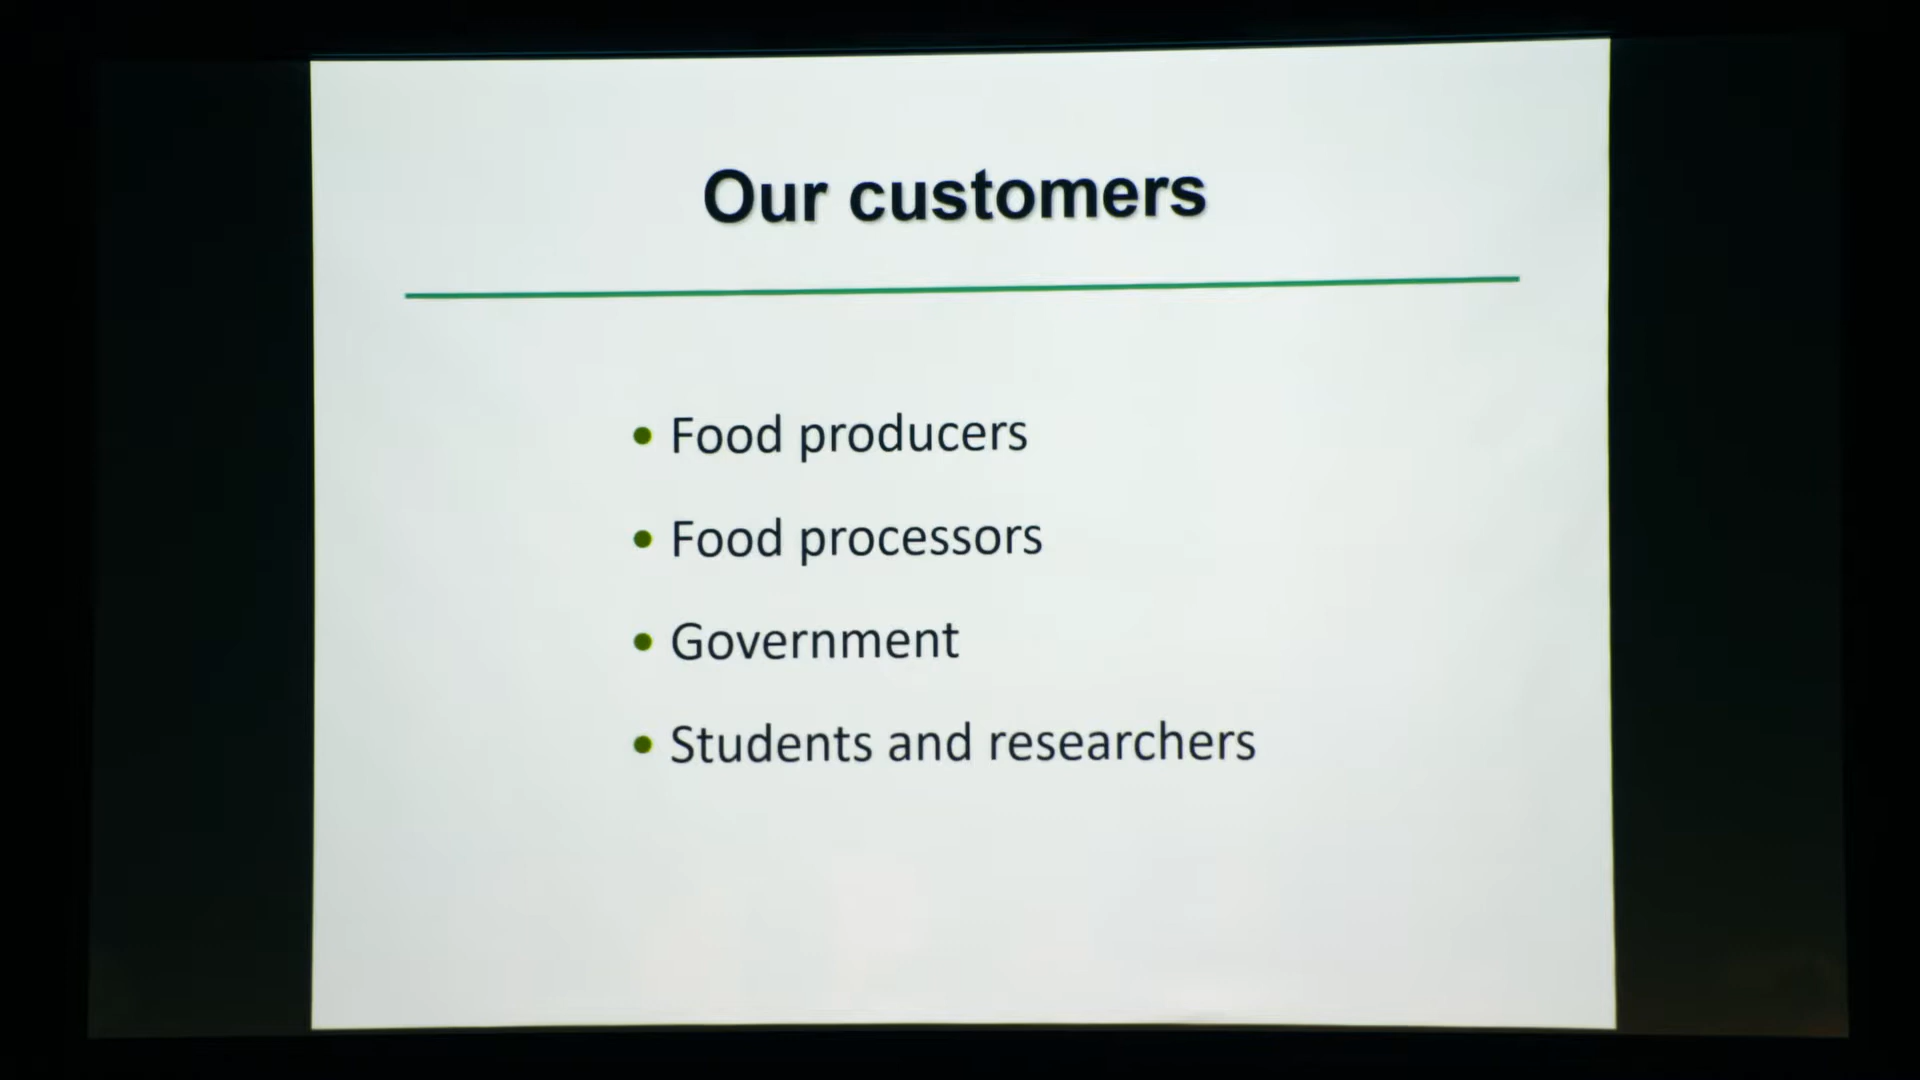 Our customers
• Food producers
• Food processors
• Government
• Students and researchers